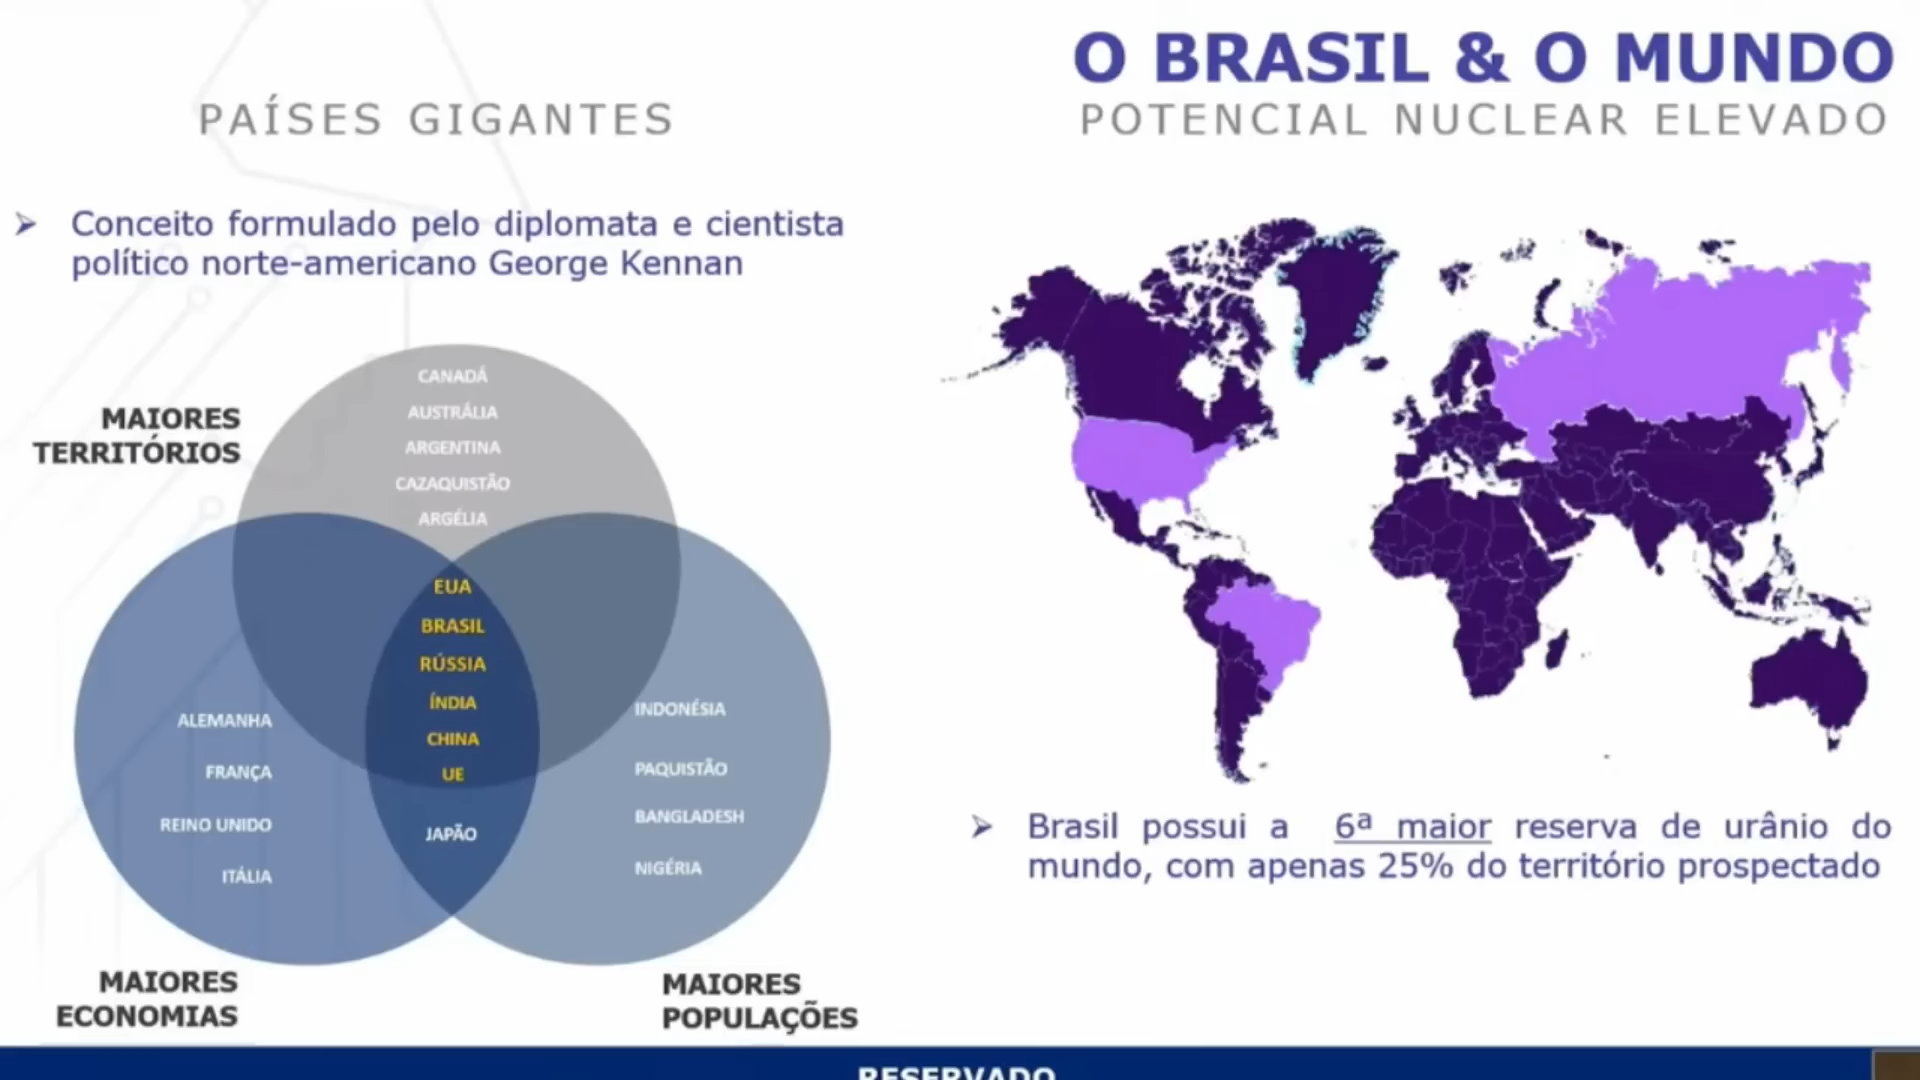 O BRASIL & O MUNDO
POTENCIAL NUCLEAR ELEVADO
PAÍSES GIGANTES
➢ Conceito formulado pelo diplomata e cientista
político norte-americano George Kennan
MAIORES
TERRITÓRIOS
CANADÁ
AUSTRÁLIA
ARGENTINA
CAZAQUISTÃO
ARGÉLIA
EUA
BRASIL
RÚSSIA
ÍNDIA
CHINA
UE
JAPÃO
ALEMANHA
FRANÇA
REINO UNIDO
ITÁLIA
INDONÉSIA
PAQUISTÃO
BANGLADESH
NIGÉRIA
MAIORES
ECONOMIAS
MAIORES
POPULAÇÕES
➢ Brasil possui a 6ª maior reserva de urânio do
mundo, com apenas 25% do território prospectado
RESERVADO